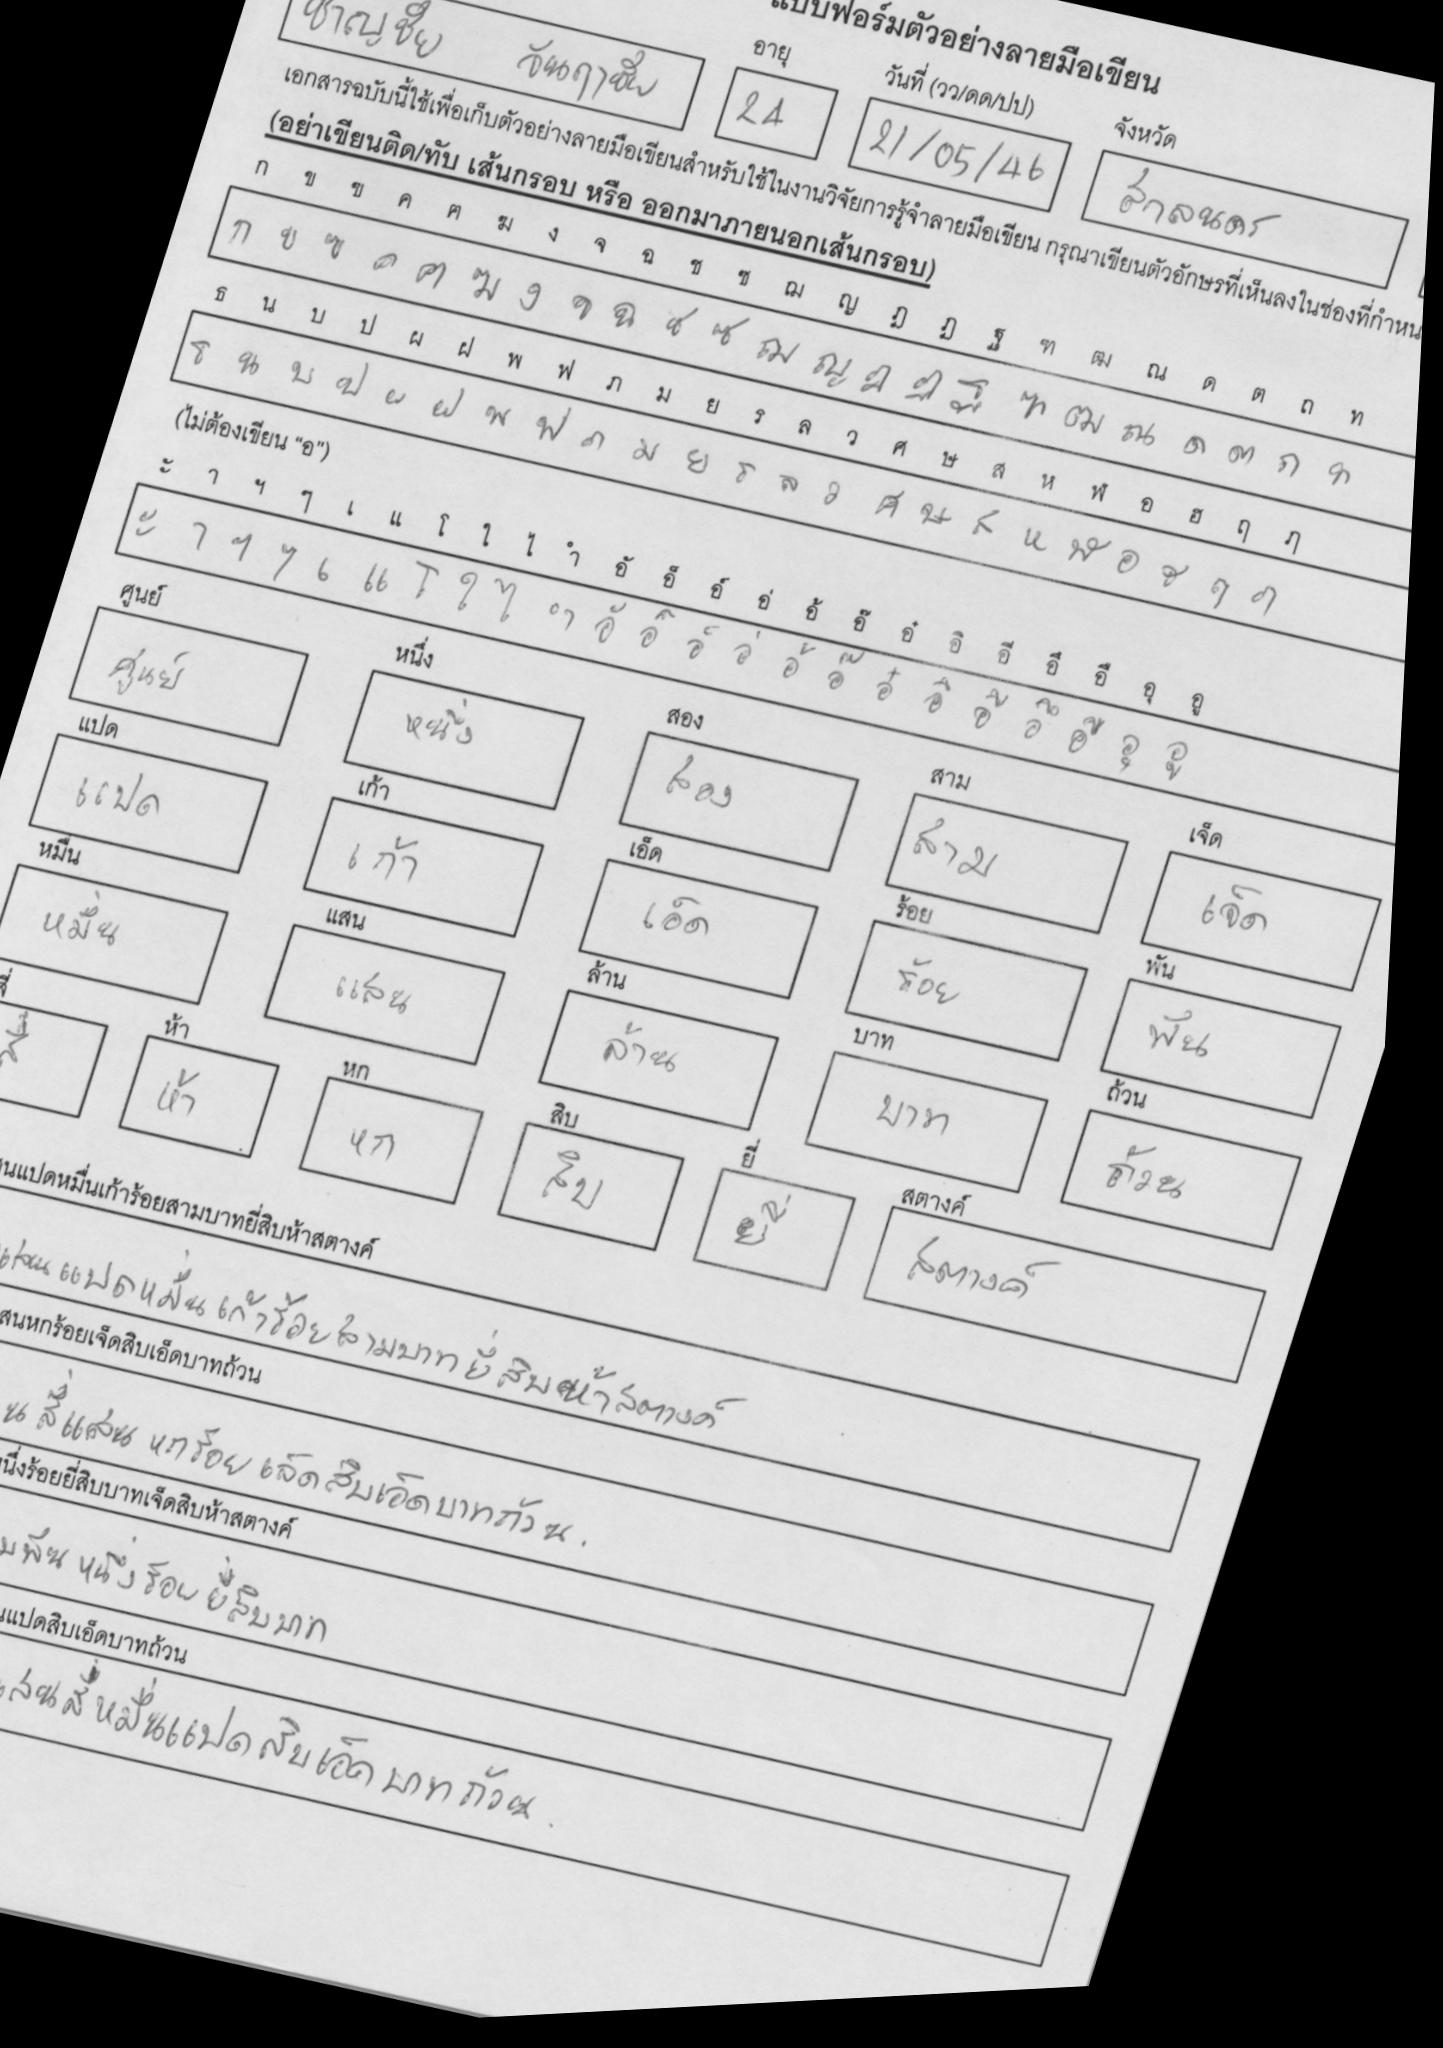 แบบฟอร์มตัวอย่างลายมือเขียน
อายุ
วันที่ (วว/ดด/ปป)
จังหวัด
ชาญชัย
24
21/05/46
สกลนคร
เอกสารฉบับนี้ใช้เพื่อเก็บตัวอย่างลายมือเขียนสำหรับใช้ในงานวิจัยการรู้จำลายมือเขียน กรุณาเขียนตัวอักษรที่เห็นลงในช่องที่กำหน
(อย่าเขียนติด/ทับ เส้นกรอบ หรือ ออกมาภายนอกเส้นกรอบ)
ก ข ฃ ค ฅ ฆ ง จ ฉ ช ซ ฌ ญ ฎ ฏ ฐ ฑ ฒ ณ ด ต ถ ท
ก ข ฃ ค ฅ ฆ ง จ ฉ ช ซ ฌ ญ ฎ ฏ ฐ ฑ ฒ ณ ด ต ถ ท
ธ น บ ป ผ ฝ พ ฟ ภ ม ย ร ล ว ศ ษ ส ห ฬ อ ฮ ฤ ฦ
ธ น บ ป ผ ฝ พ ฟ ภ ม ย ร ล ว ศ ษ ส ห ฬ อ ฮ ฤ ฦ
(ไม่ต้องเขียน “อ”)
ะ า ฯ ๆ เ แ โ ใ ไ ำ อั อ็ อ์ อ่ อ้ อ๊ อ๋ อิ อี อึ อื อุ อู
ะ า ฯ ๆ เ แ โ ใ ไ ำ อั อ็ อ์ อ่ อ้ อ๊ อ๋ อิ อี อึ อื อุ อู
ศูนย์ หนึ่ง สอง สาม เจ็ด
ศูนย์ หนึ่ง สอง สาม เจ็ด
แปด เก้า เอ็ด ร้อย พัน
แปด เก้า เอ็ด ร้อย พัน
หมื่น แสน ล้าน บาท ถ้วน
หมื่น แสน ล้าน บาท ถ้วน
สี่ ห้า หก สิบ ยี่ สตางค์
สี่ ห้า หก สิบ ยี่ สตางค์
นแปดหมื่นเก้าร้อยสามบาทยี่สิบห้าสตางค์
แสนแปดหมื่นเก้าร้อยสามบาทยี่สิบห้าสตางค์
สนหกร้อยเจ็ดสิบเอ็ดบาทถ้วน
น สี่แสน หกร้อย เจ็ดสิบเอ็ดบาทถ้วน.
นึ่งร้อยยี่สิบบาทเจ็ดสิบห้าสตางค์
มพัน หนึ่งร้อย ยี่สิบบาท
นแปดสิบเอ็ดบาทถ้วน
แสนสี่หมื่นแปดสิบเอ็ดบาทถ้วน.